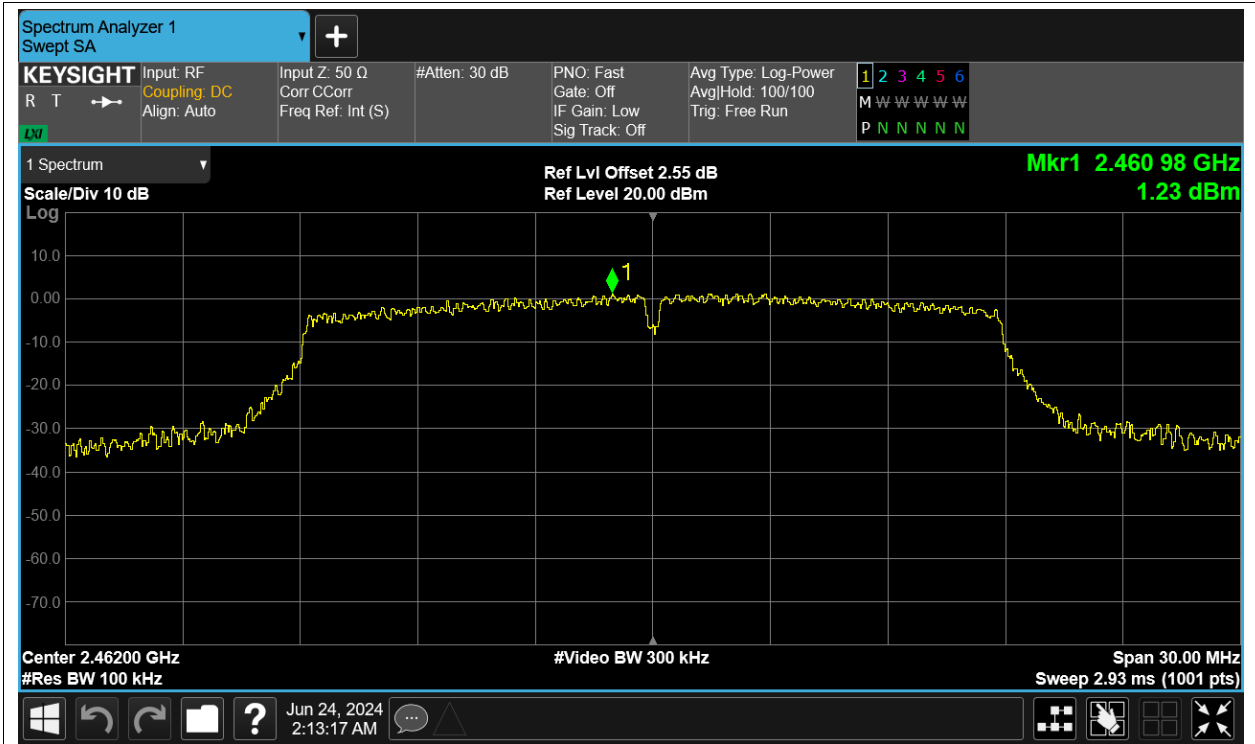 Spectrum Analyzer 1
Swept SA
+
KEYSIGHT
R T
LXI
Input: RF
Coupling: DC
Align: Auto
Input Z: 50 Ω
Corr CCorr
Freq Ref: Int (S)
#Atten: 30 dB
PNO: Fast
Gate: Off
IF Gain: Low
Sig Track: Off
Avg Type: Log-Power
Avg|Hold: 100/100
Trig: Free Run
1 2 3 4 5 6
M W W W W W
P N N N N N
1 Spectrum
Scale/Div 10 dB
Ref Lvl Offset 2.55 dB
Ref Level 20.00 dBm
Mkr1 2.460 98 GHz
1.23 dBm
Log
10.0
0.00
-10.0
-20.0
-30.0
-40.0
-50.0
-60.0
-70.0
1
Center 2.46200 GHz
#Res BW 100 kHz
#Video BW 300 kHz
Span 30.00 MHz
Sweep 2.93 ms (1001 pts)
?
Jun 24, 2024
2:13:17 AM